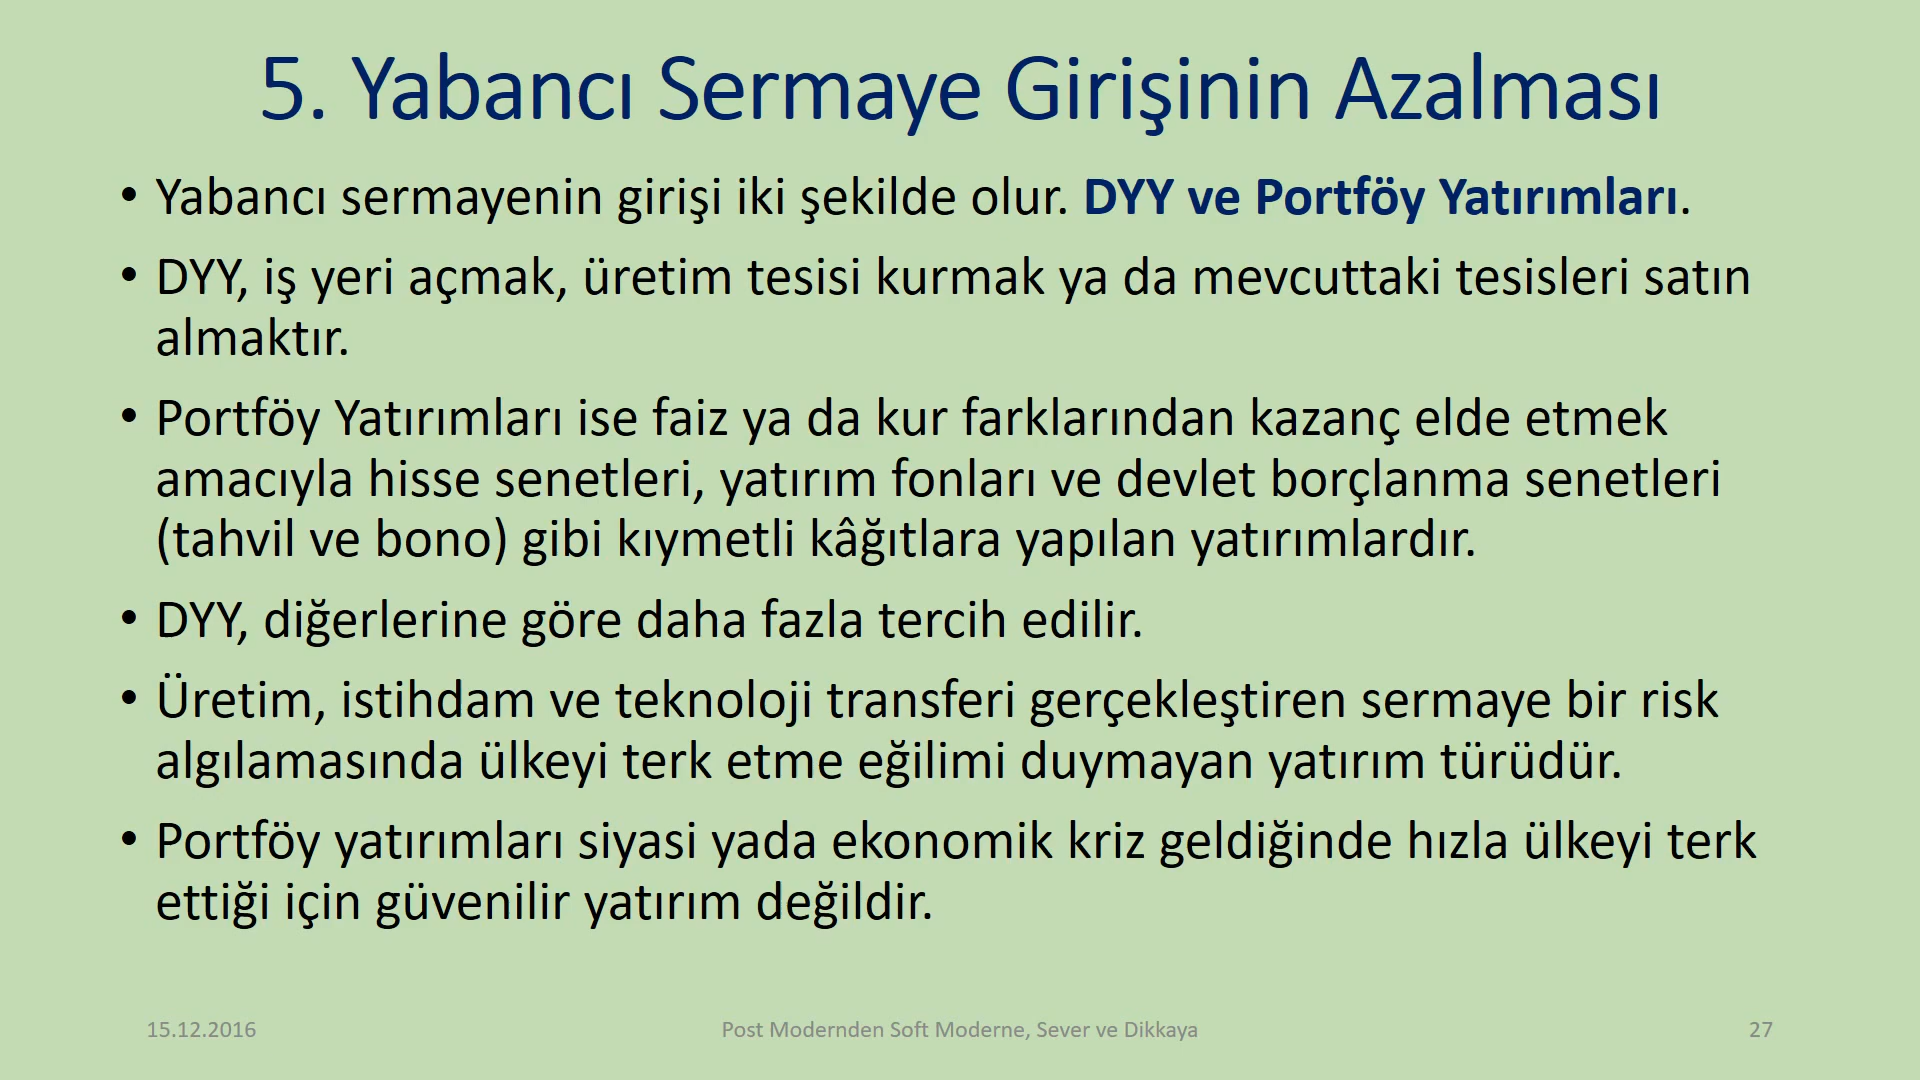 5. Yabancı Sermaye Girişinin Azalması
• Yabancı sermayenin girişi iki şekilde olur. DYY ve Portföy Yatırımları.
• DYY, iş yeri açmak, üretim tesisi kurmak ya da mevcuttaki tesisleri satın
almaktır.
• Portföy Yatırımları ise faiz ya da kur farklarından kazanç elde etmek
amacıyla hisse senetleri, yatırım fonları ve devlet borçlanma senetleri
(tahvil ve bono) gibi kıymetli kâğıtlara yapılan yatırımlardır.
• DYY, diğerlerine göre daha fazla tercih edilir.
• Üretim, istihdam ve teknoloji transferi gerçekleştiren sermaye bir risk
algılamasında ülkeyi terk etme eğilimi duymayan yatırım türüdür.
• Portföy yatırımları siyasi yada ekonomik kriz geldiğinde hızla ülkeyi terk
ettiği için güvenilir yatırım değildir.
15.12.2016
Post Modernden Soft Moderne, Sever ve Dikkaya
27